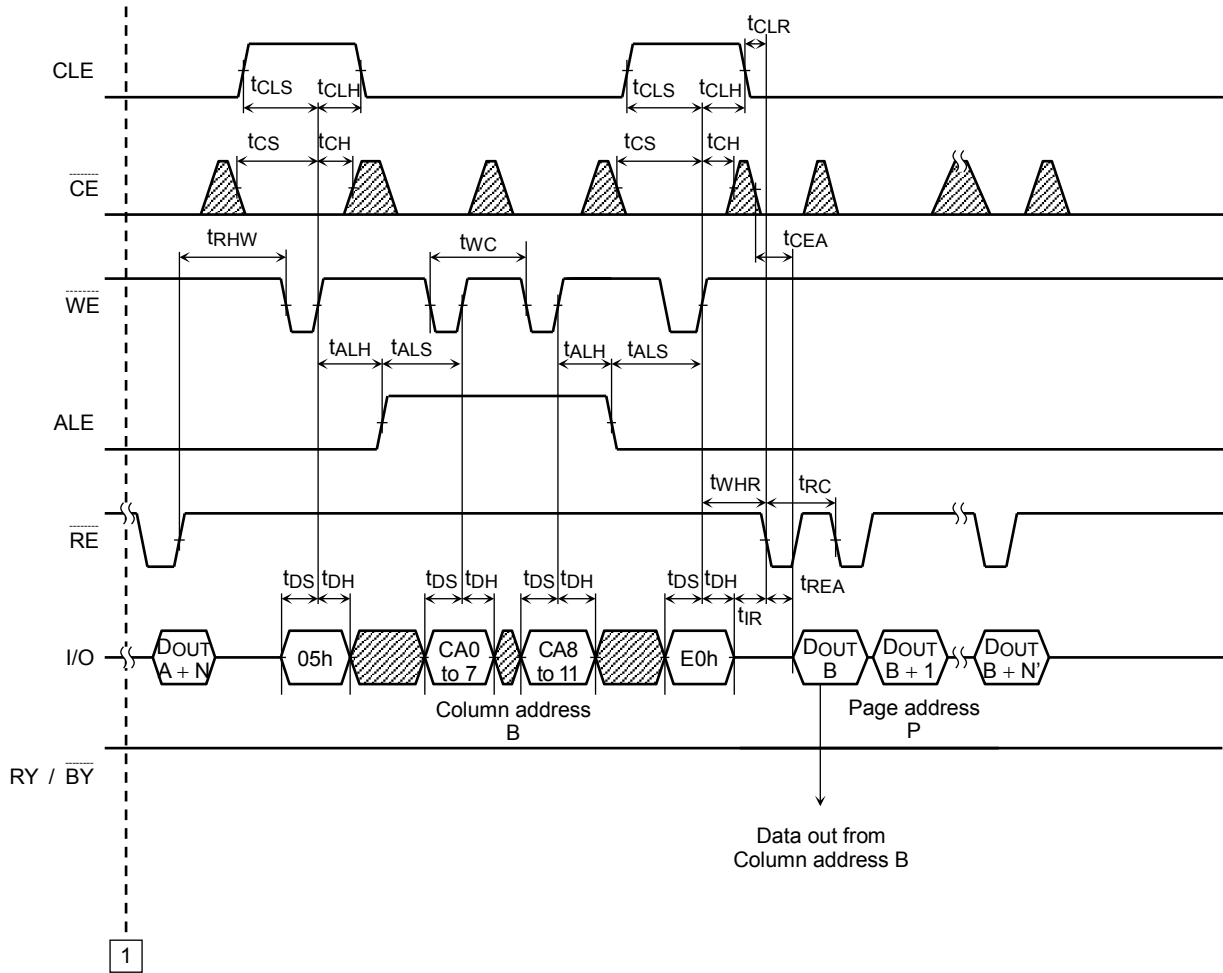 tCLR
CLE
tCLS tCLH tCLS tCLH
tCS tCH tCS tCH
CE
tCEA
tRHW tWC
WE
tALH tALS tALH tALS
ALE
tWHR tRC
RE
tDS tDH tDS tDH tDS tDH tDS tDH tREA
tIR
I/O
DOUT
A + N
05h
CA0
to 7
CA8
to 11
E0h
DOUT
B
DOUT
B + 1
DOUT
B + N’
Column address
B
Page address
P
RY / BY
Data out from
Column address B
1